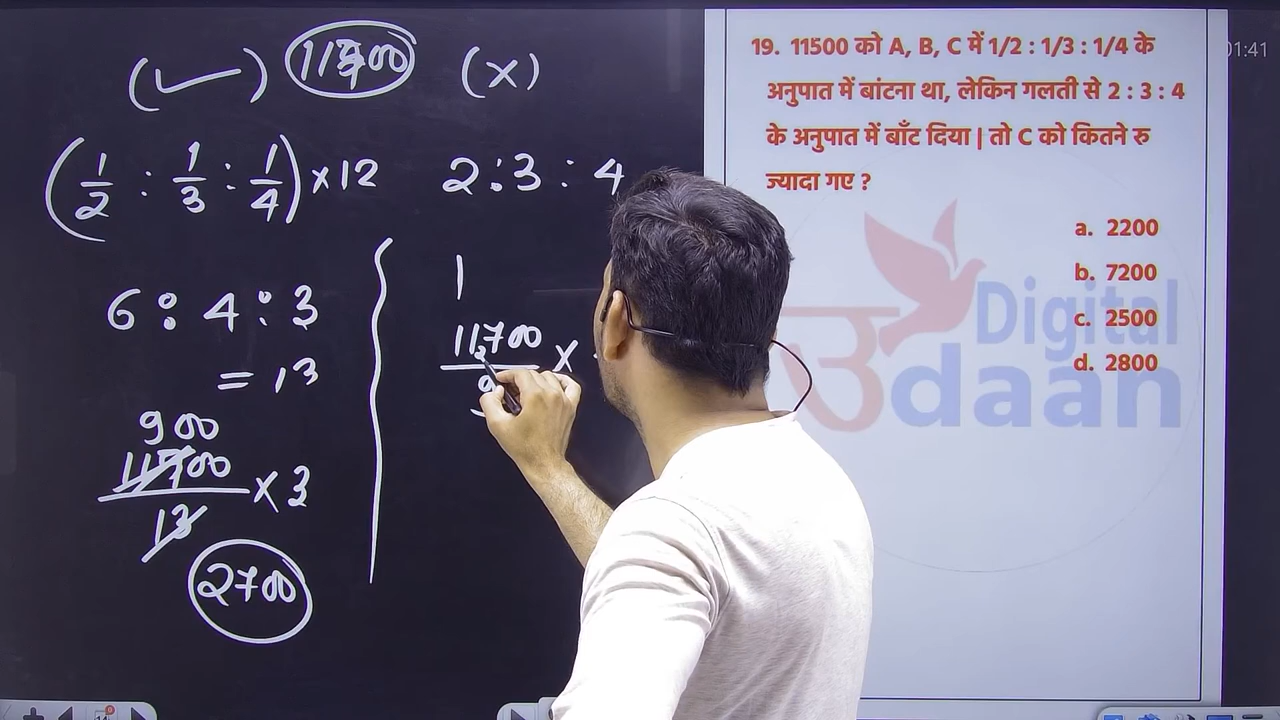 (✓) 11700 (×)
(1/2 : 1/3 : 1/4) ×12 2:3:4
6:4:3 1
= 13
11700/9 ×
900
11700/13 ×3
2700
19. 11500 को A, B, C में 1/2 : 1/3 : 1/4 के
अनुपात में बांटना था, लेकिन गलती से 2 : 3 : 4
के अनुपात में बाँट दिया | तो C को कितने रु
ज्यादा गए ?
a. 2200
b. 7200
c. 2500
d. 2800
Digital
उdaan
01:41